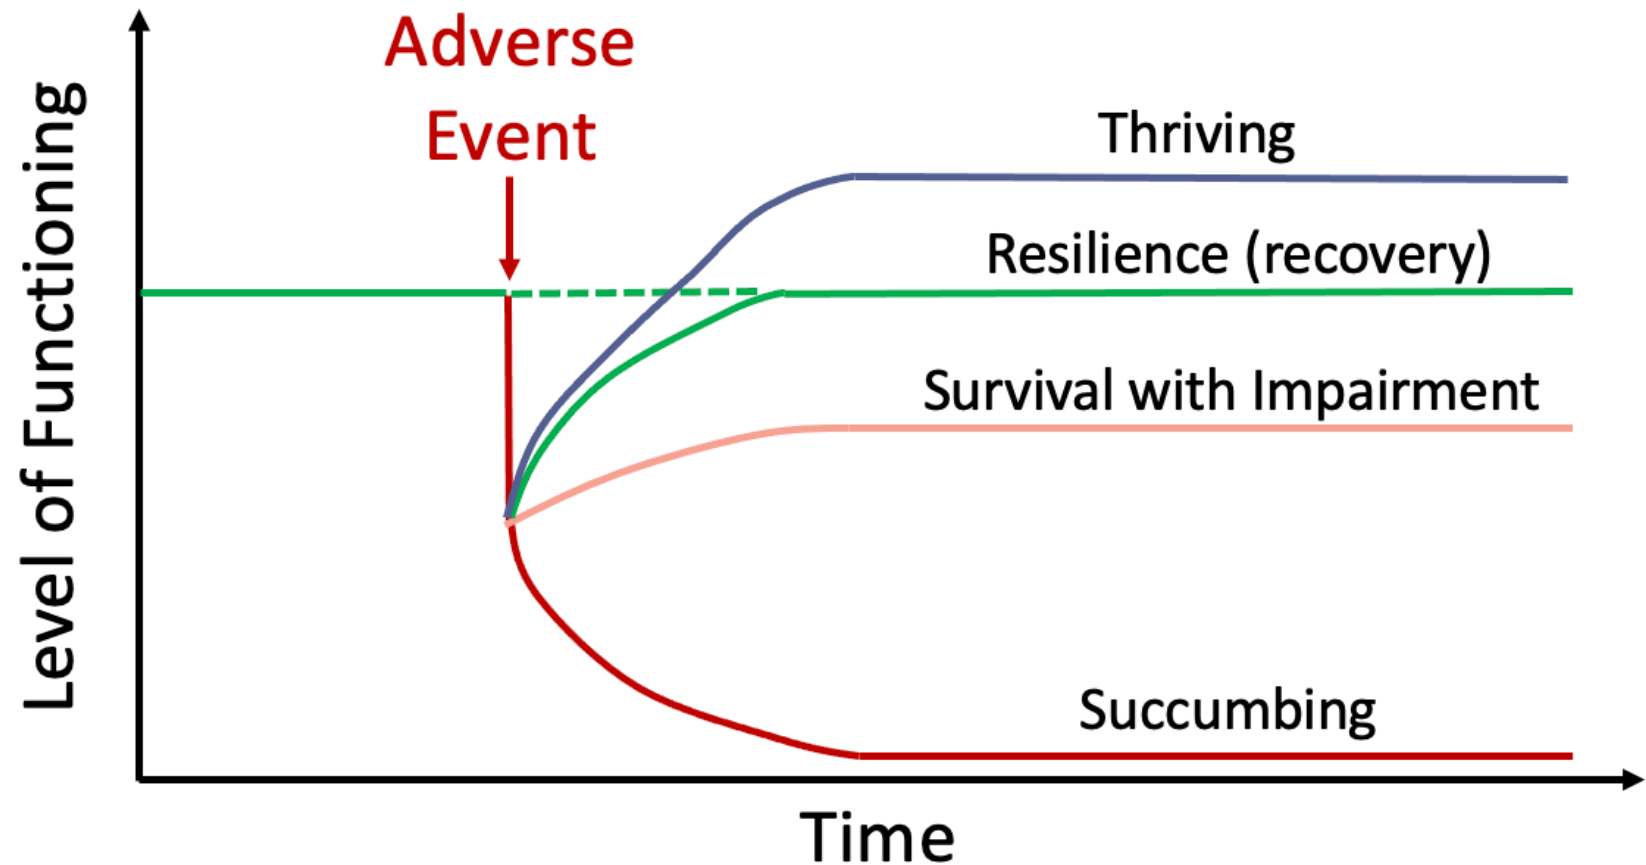 Adverse
Event
Thriving
Resilience (recovery)
Survival with Impairment
Succumbing
Level of Functioning
Time